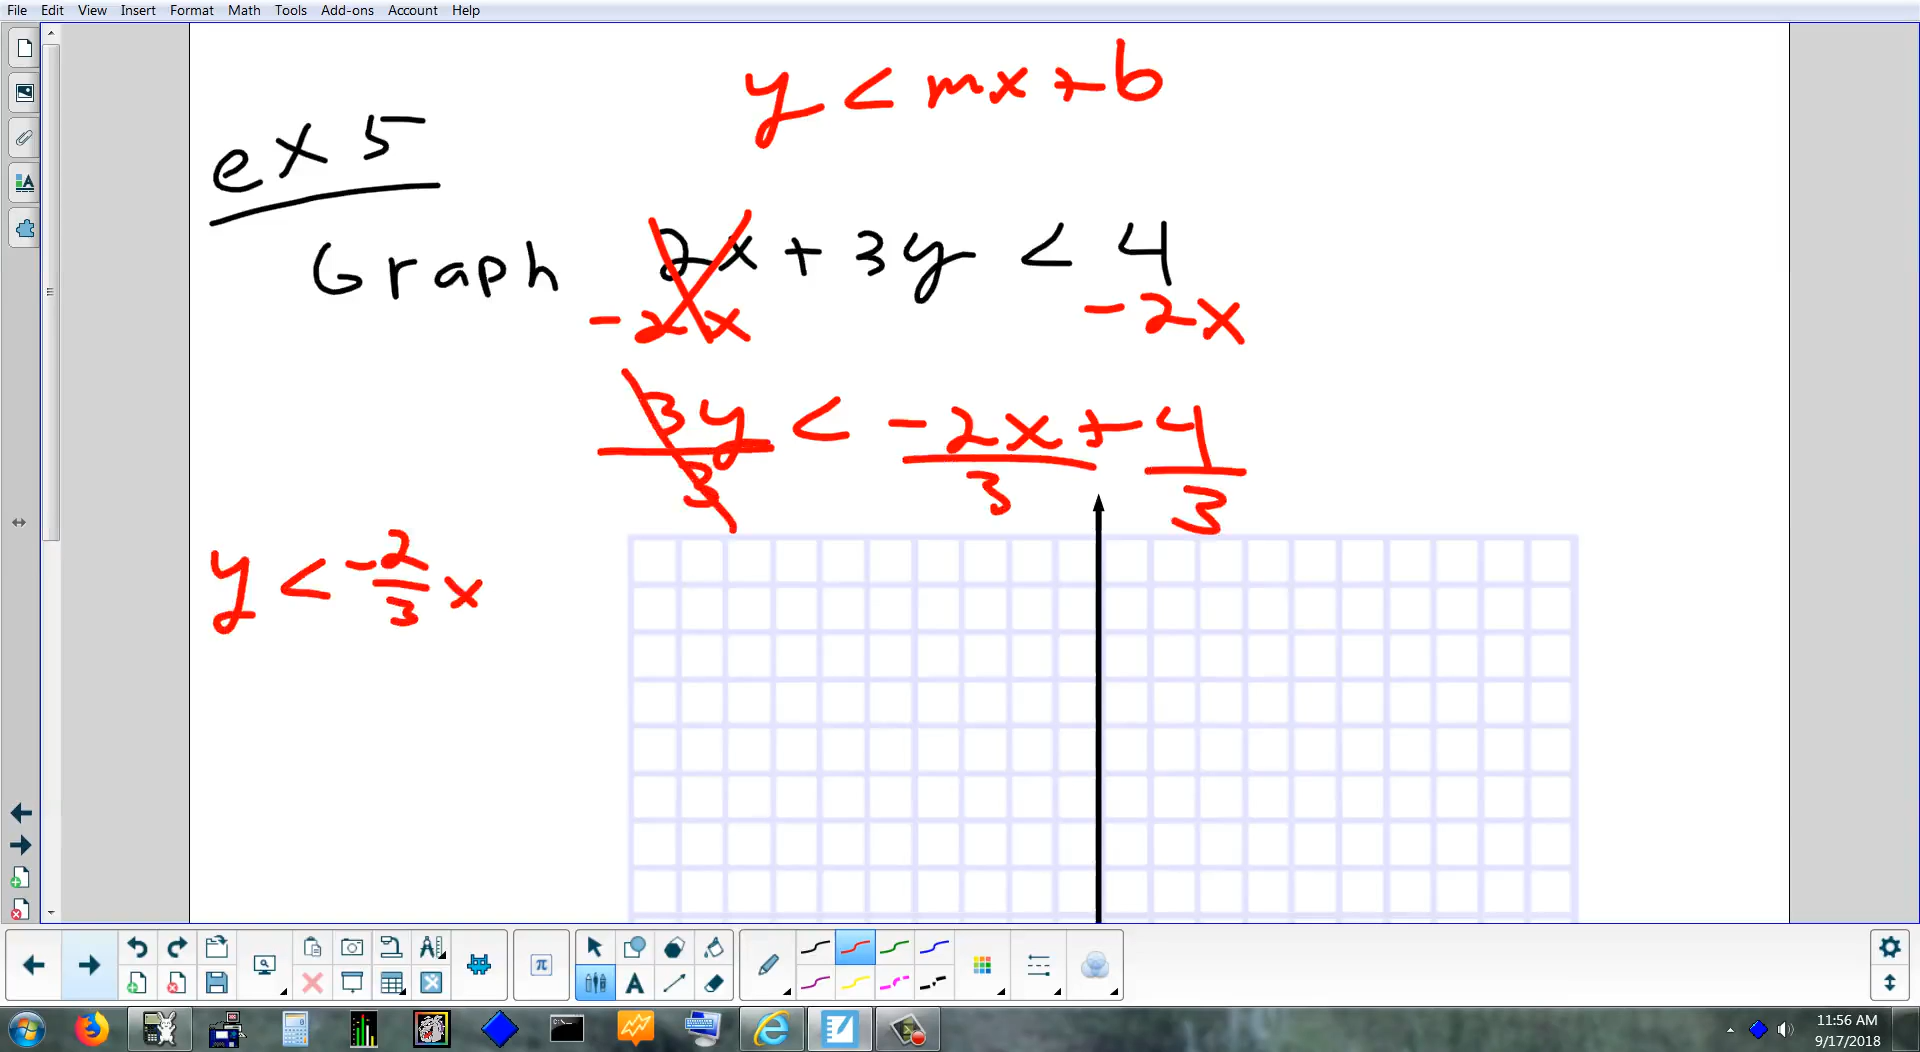 File Edit View Insert Format Math Tools Add-ons Account Help
y < mx + b
ex 5
Graph 2x + 3y < 4
-2x -2x
3y < -2x + 4
3 3 3
y < -2/3 x
π
A
11:56 AM
9/17/2018